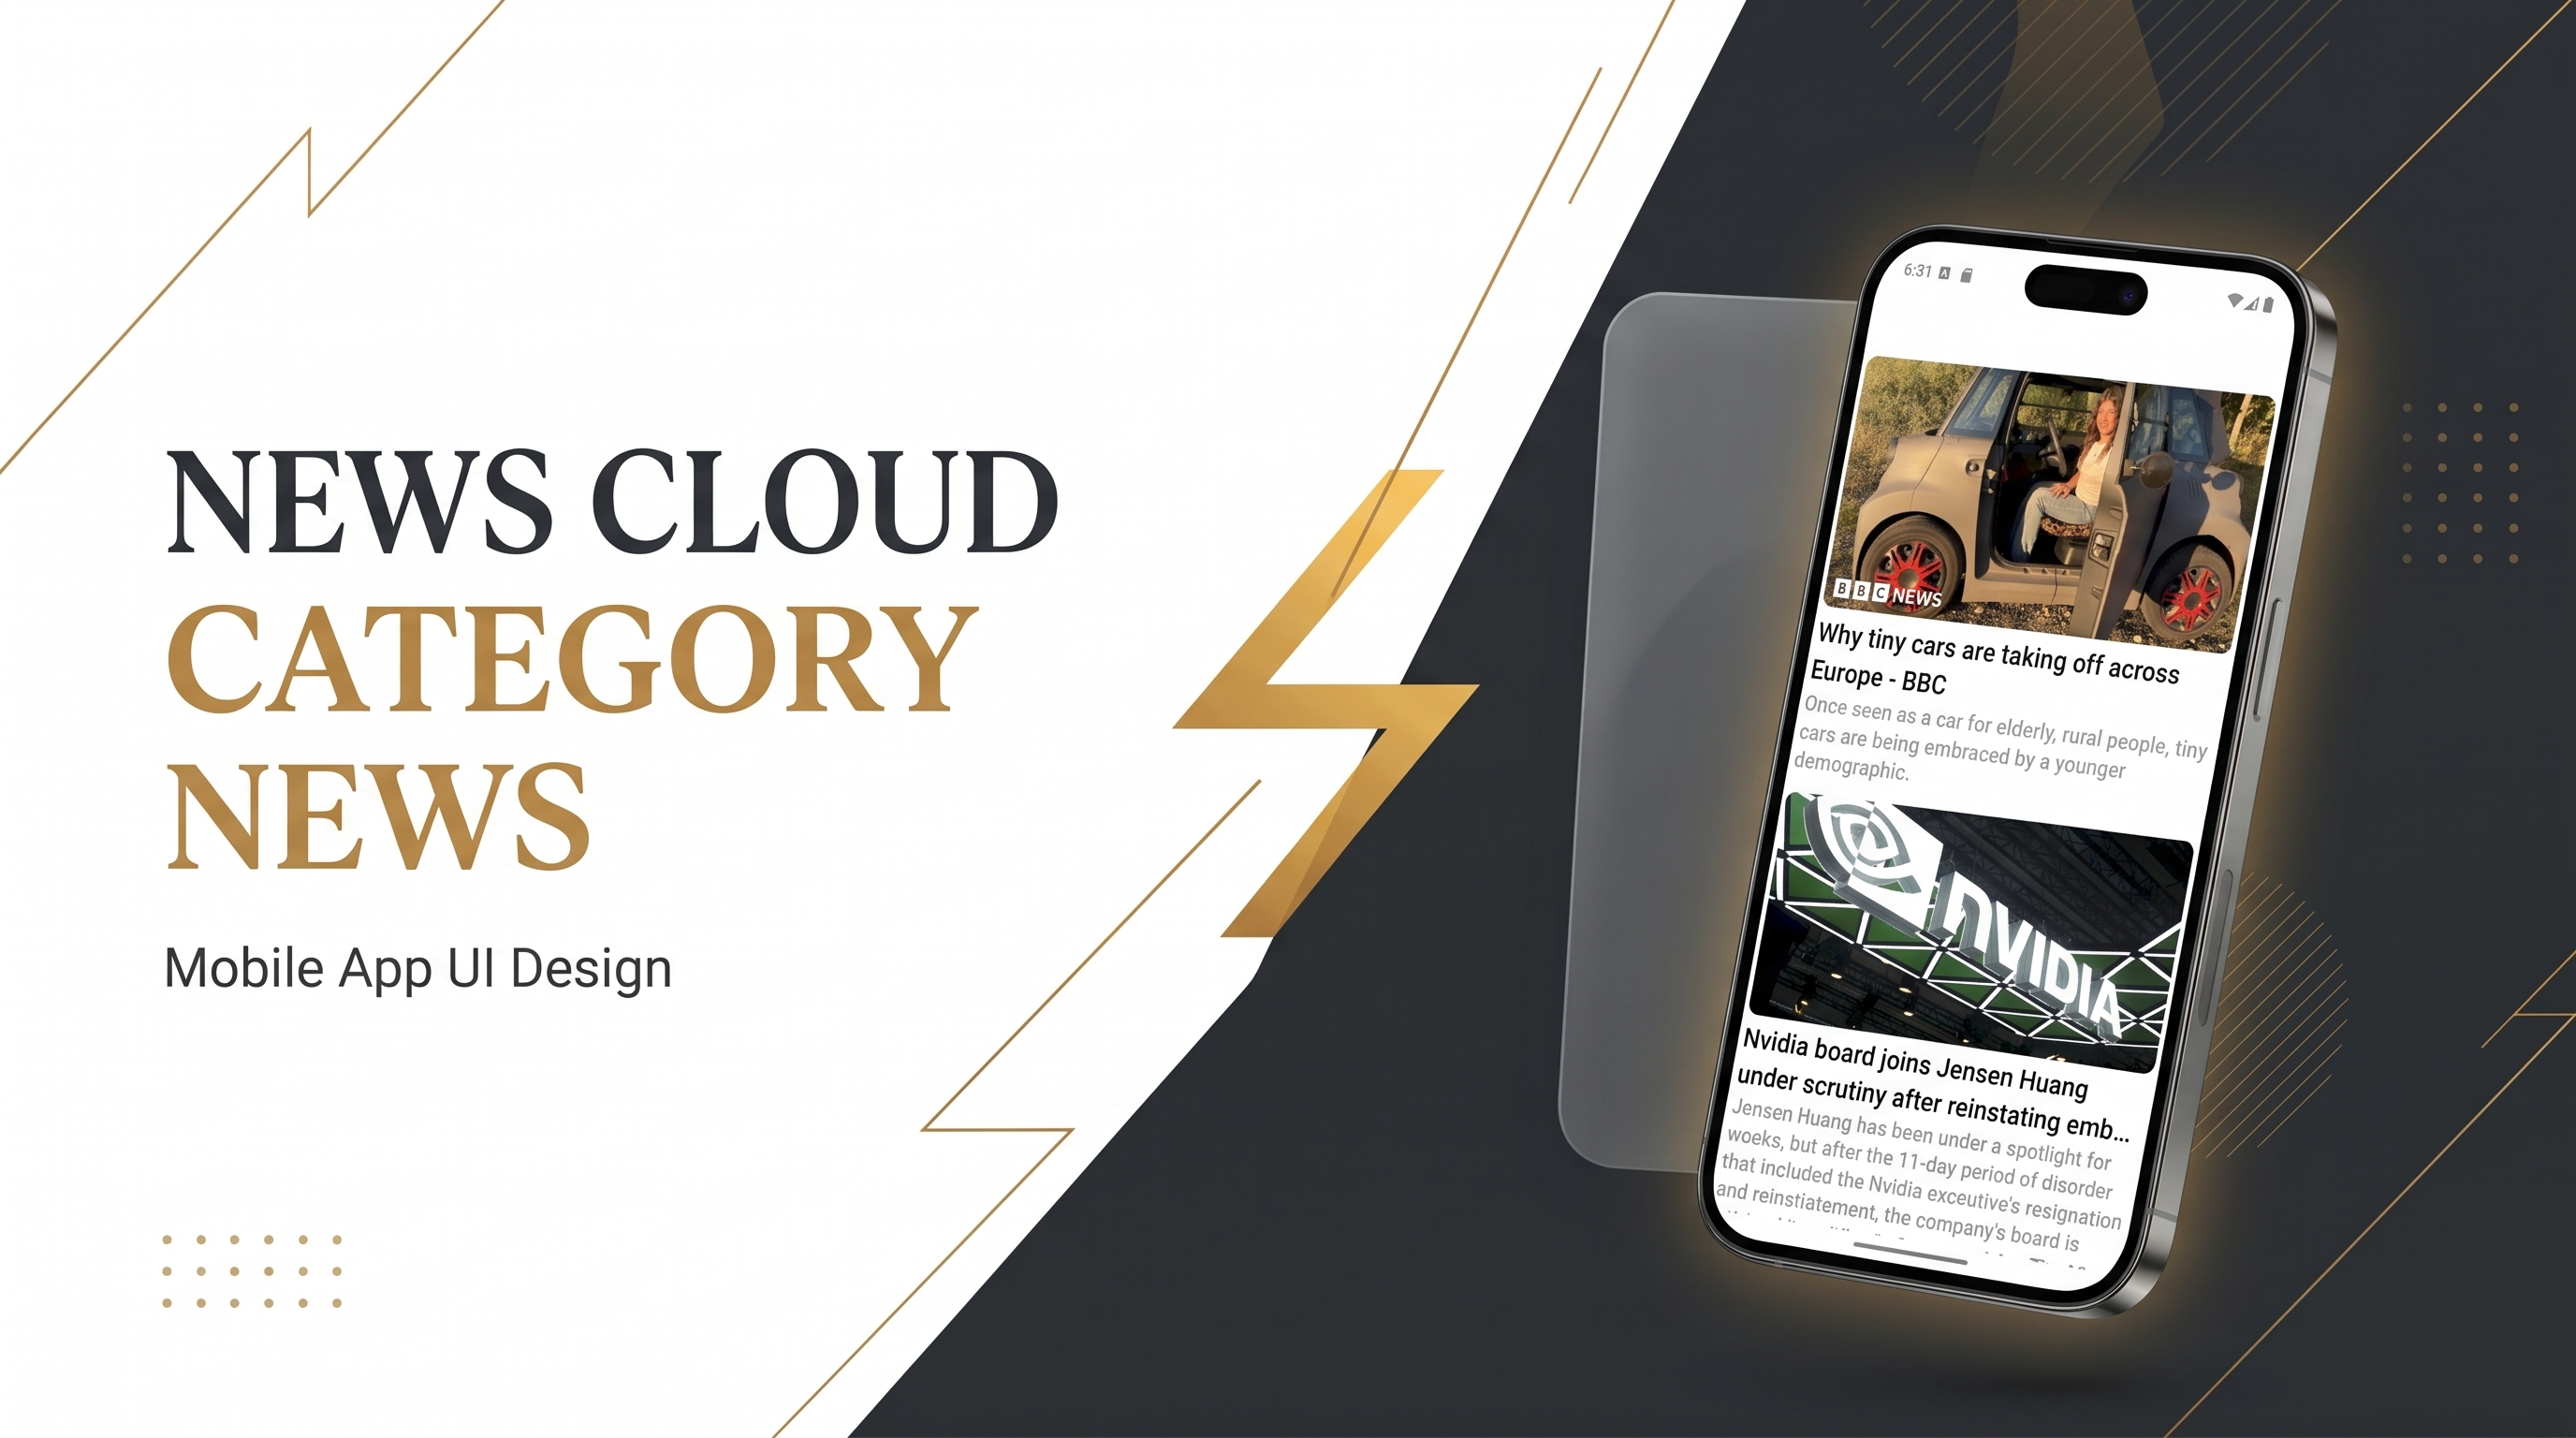 NEWS CLOUD
CATEGORY
NEWS
Mobile App UI Design
6:31
BBC NEWS
Why tiny cars are taking off across
Europe - BBC
Once seen as a car for elderly, rural people, tiny
cars are being embraced by a younger
demographic.
NVIDIA
Nvidia board joins Jensen Huang
under scrutiny after reinstating emb...
Jensen Huang has been under a spotlight for
woeks, but after the 11-day period of disorder
that included the Nvidia exceutive's resignation
and reinstiatement, the company's board is